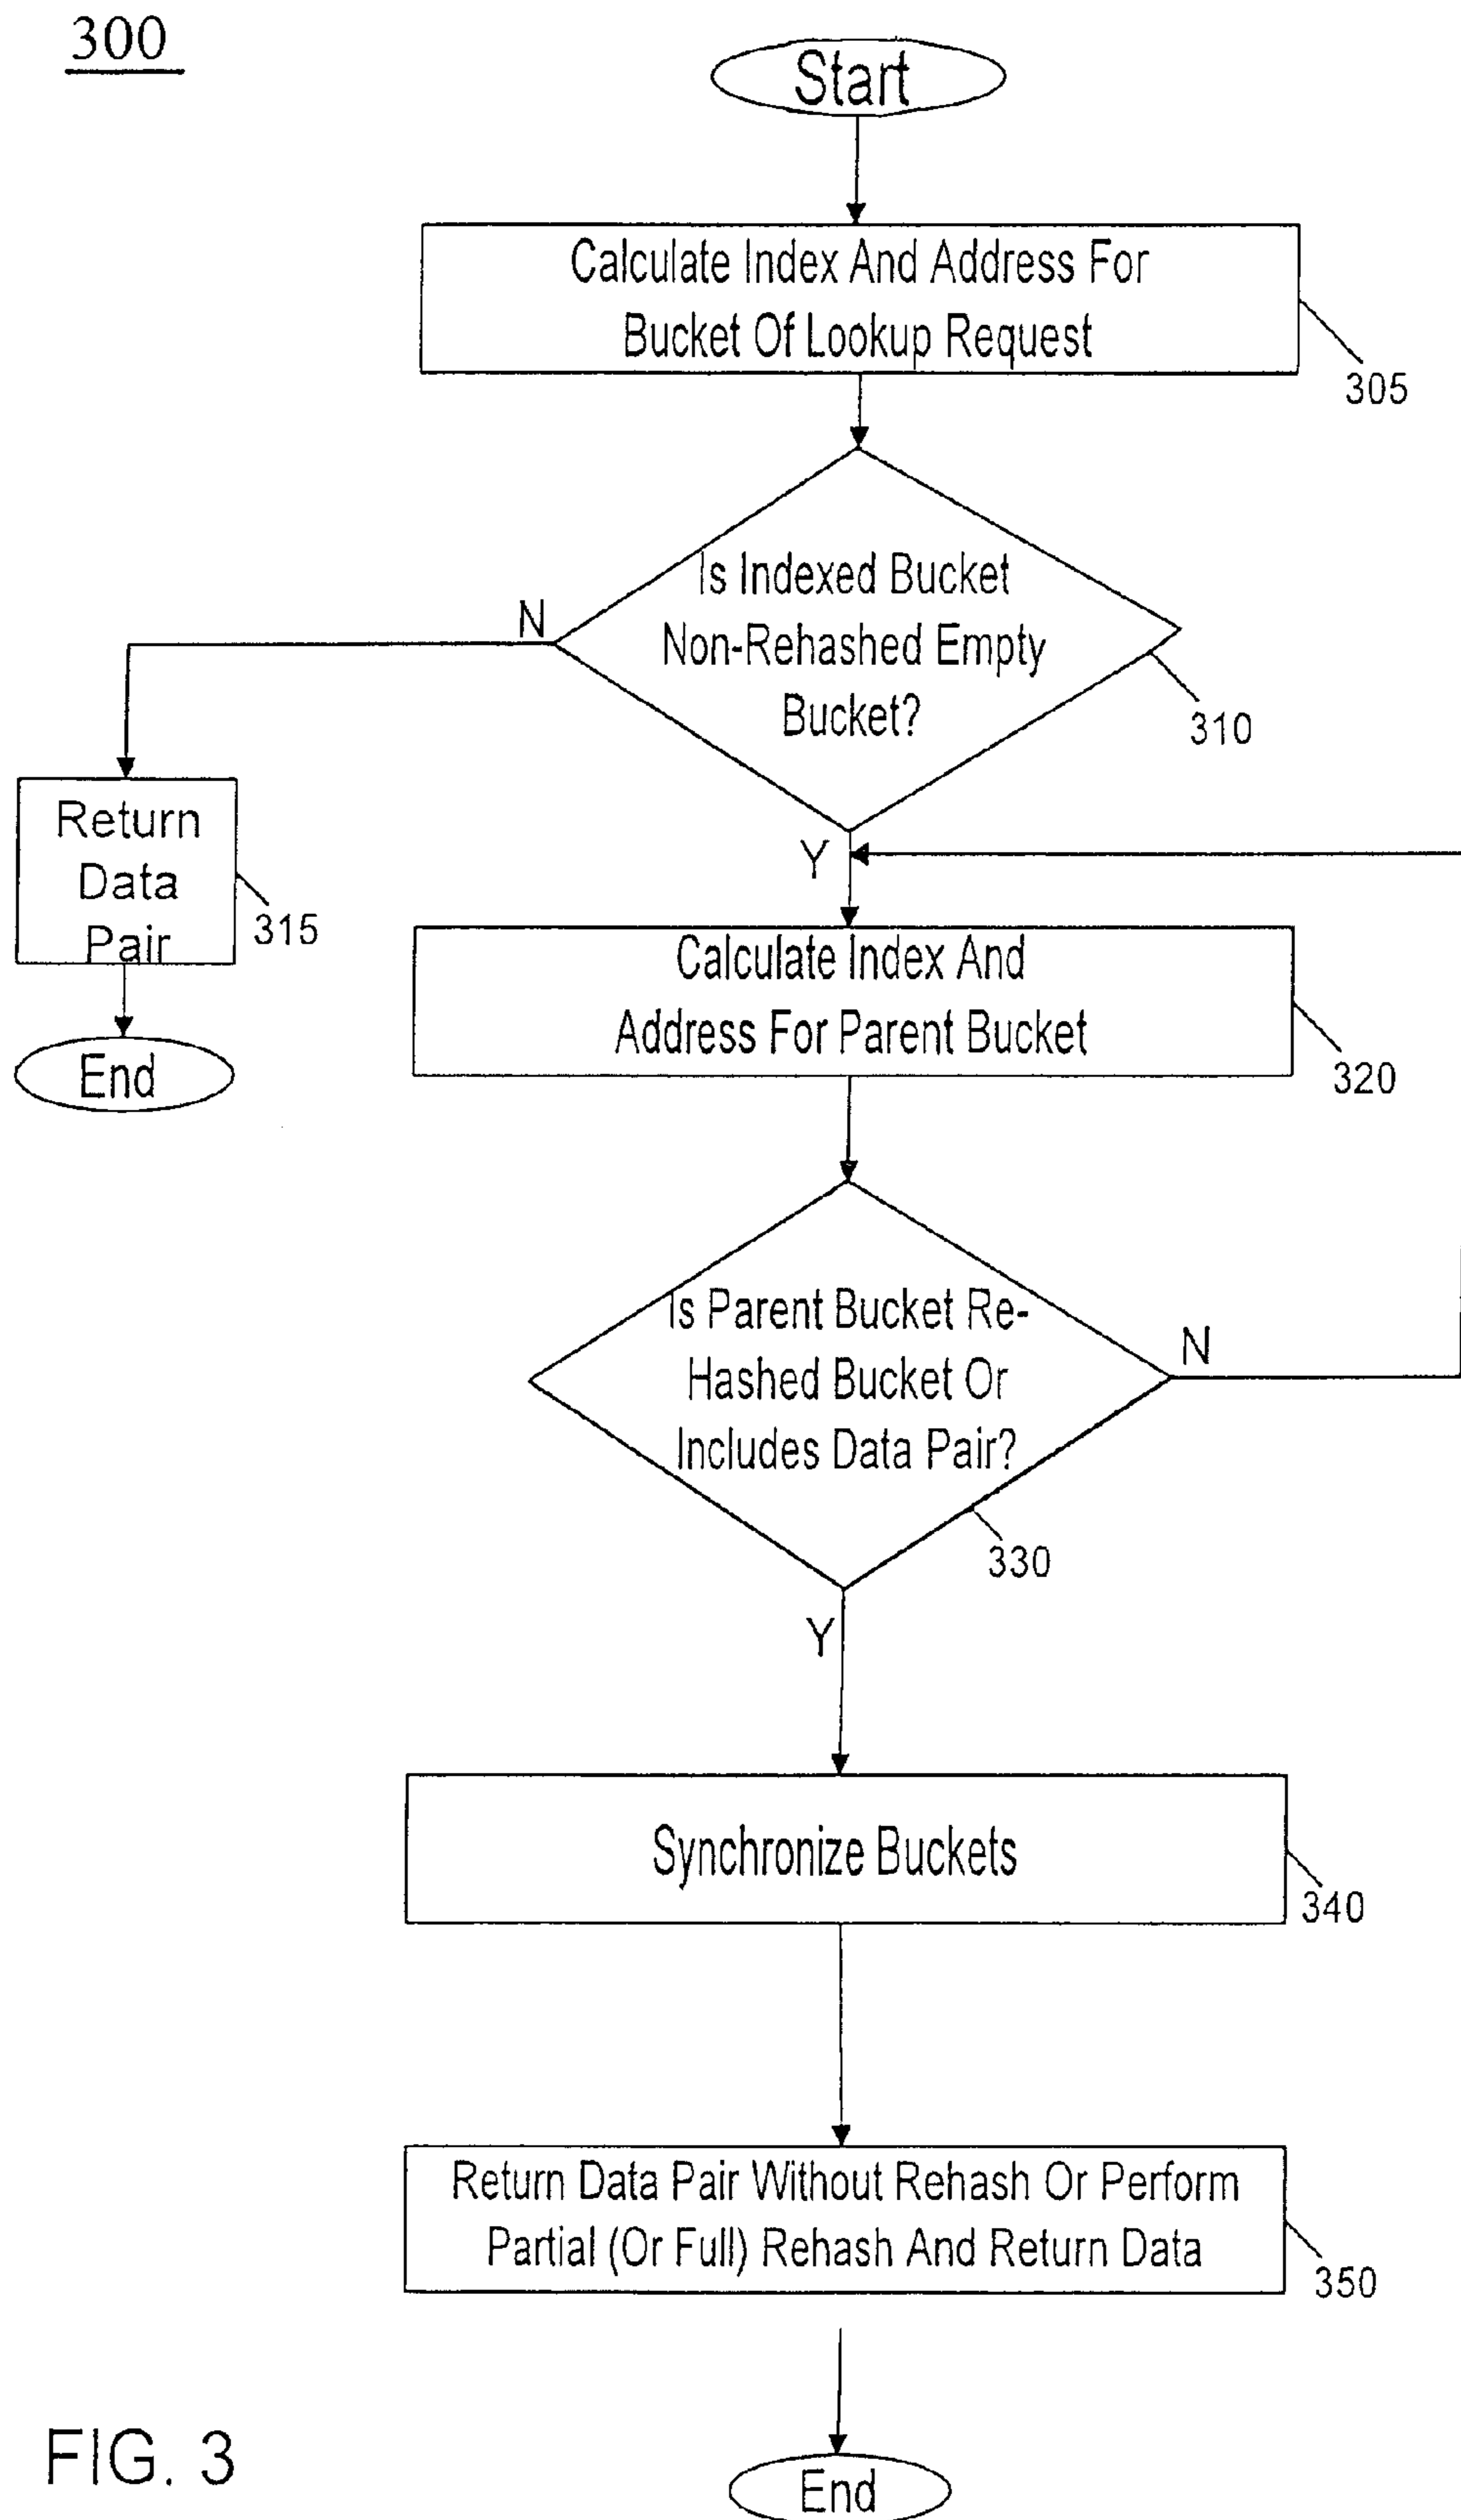 300
Start
Calculate Index And Address For
Bucket Of Lookup Request
305
Is Indexed Bucket
Non-Rehashed Empty
Bucket?
310
N
Y
Return
Data
Pair
315
End
Calculate Index And
Address For Parent Bucket
320
Is Parent Bucket Re-
Hashed Bucket Or
Includes Data Pair?
330
N
Y
Synchronize Buckets
340
Return Data Pair Without Rehash Or Perform
Partial (Or Full) Rehash And Return Data
350
End
FIG. 3